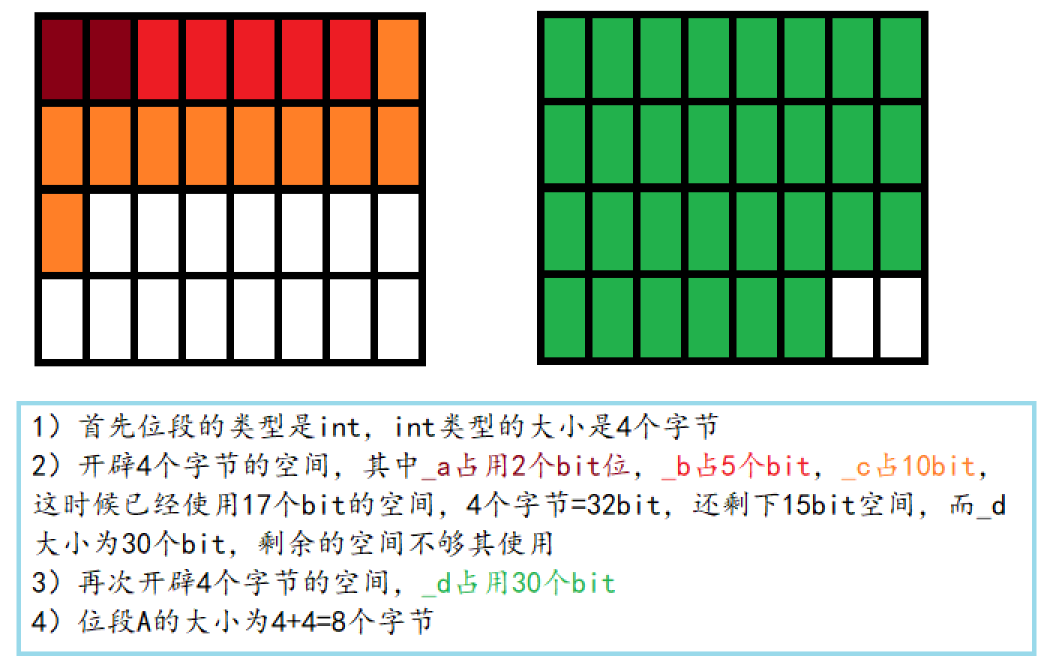 1）首先位段的类型是int，int类型的大小是4个字节
2）开辟4个字节的空间，其中_a占用2个bit位，_b占5个bit，_c占10bit，
这时候已经使用17个bit的空间，4个字节=32bit，还剩下15bit空间，而_d
大小为30个bit，剩余的空间不够其使用
3）再次开辟4个字节的空间，_d占用30个bit
4）位段A的大小为4+4=8个字节